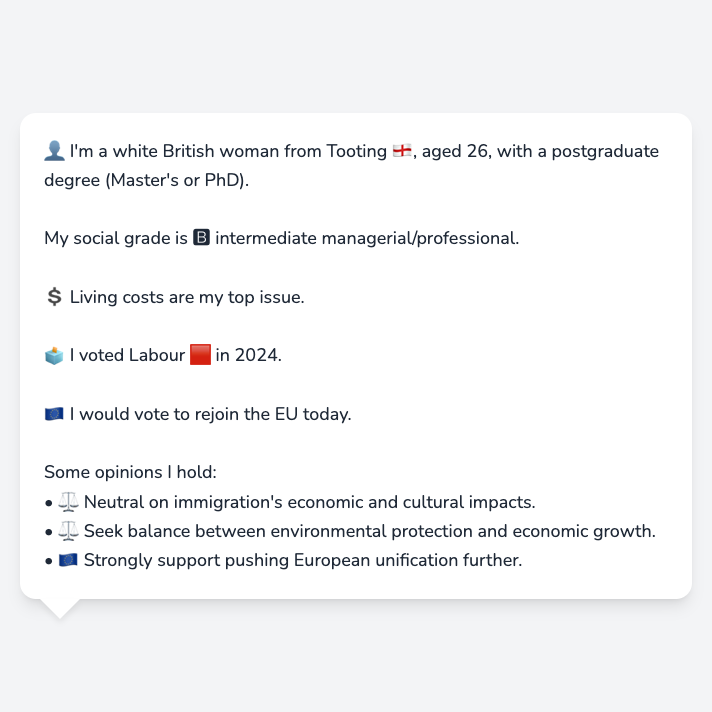 👤 I'm a white British woman from Tooting 🏴󠁧󠁢󠁥󠁮󠁧󠁿, aged 26, with a postgraduate
degree (Master's or PhD).
My social grade is 🅱 intermediate managerial/professional.
💲 Living costs are my top issue.
🗳️ I voted Labour 🟥 in 2024.
🇪🇺 I would vote to rejoin the EU today.
Some opinions I hold:
• ⚖️ Neutral on immigration's economic and cultural impacts.
• ⚖️ Seek balance between environmental protection and economic growth.
• 🇪🇺 Strongly support pushing European unification further.